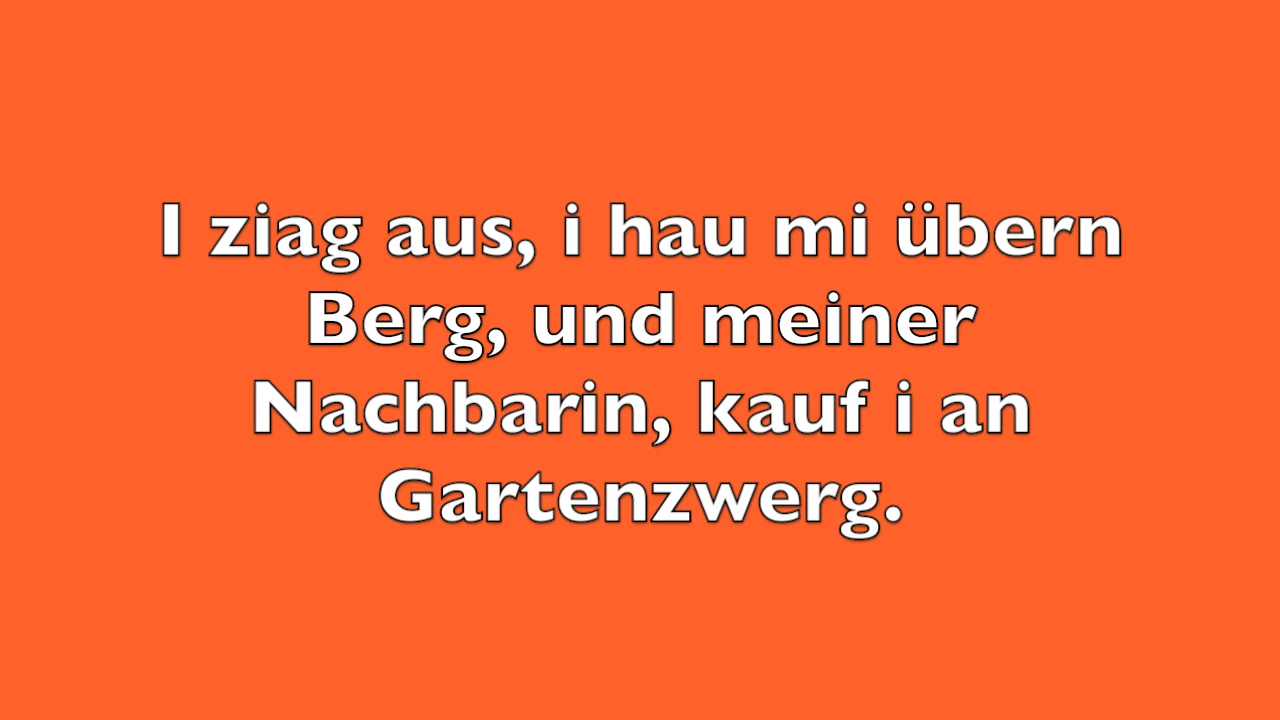 I ziag aus, i hau mi übern
Berg, und meiner
Nachbarin, kauf i an
Gartenzwerg.